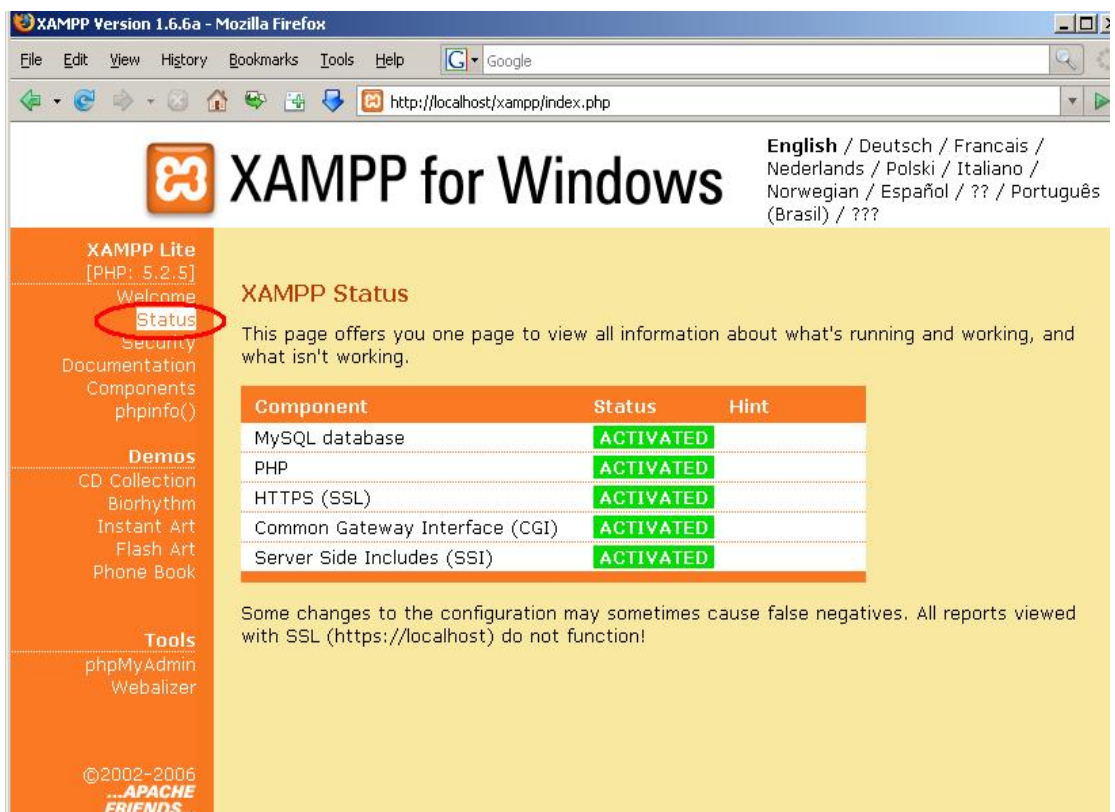 XAMPP Version 1.6.6a - Mozilla Firefox
File Edit View History Bookmarks Tools Help G Google
http://localhost/xampp/index.php
XAMPP for Windows
English / Deutsch / Francais /
Nederlands / Polski / Italiano /
Norwegian / Español / ?? / Português
(Brasil) / ???
XAMPP Lite
[PHP: 5.2.5]
Welcome
Status
Security
Documentation
Components
phpinfo()
Demos
CD Collection
Biorhythm
Instant Art
Flash Art
Phone Book
Tools
phpMyAdmin
Webalizer
©2002-2006
...APACHE
FRIENDS...
XAMPP Status
This page offers you one page to view all information about what's running and working, and
what isn't working.
Component Status Hint
MySQL database ACTIVATED
PHP ACTIVATED
HTTPS (SSL) ACTIVATED
Common Gateway Interface (CGI) ACTIVATED
Server Side Includes (SSI) ACTIVATED
Some changes to the configuration may sometimes cause false negatives. All reports viewed
with SSL (https://localhost) do not function!